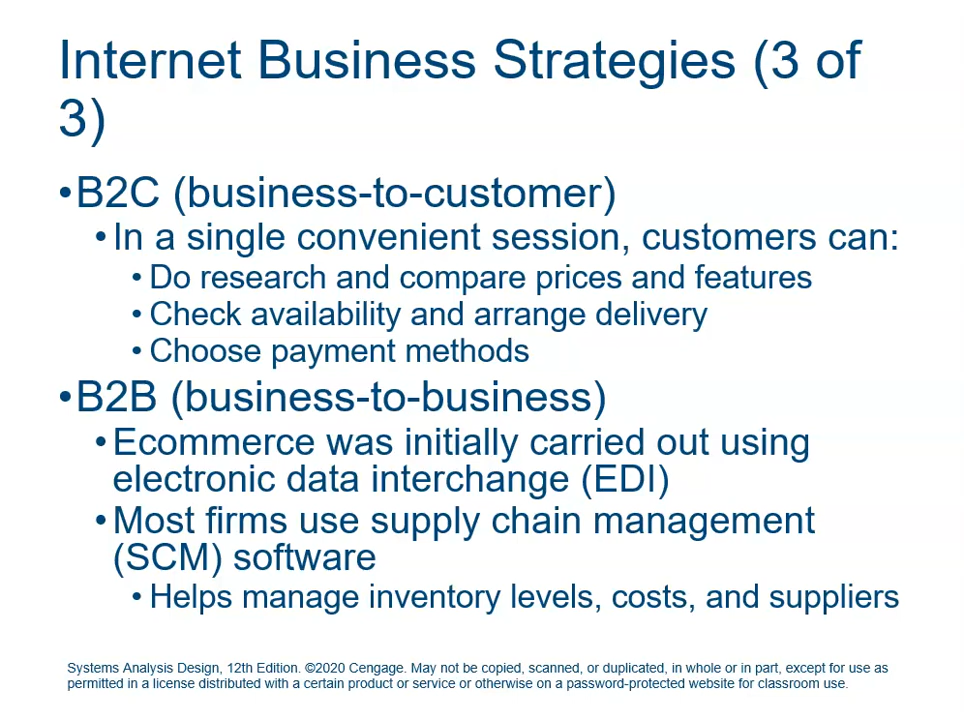 Internet Business Strategies (3 of
3)
•B2C (business-to-customer)
•In a single convenient session, customers can:
•Do research and compare prices and features
•Check availability and arrange delivery
•Choose payment methods
•B2B (business-to-business)
•Ecommerce was initially carried out using
electronic data interchange (EDI)
•Most firms use supply chain management
(SCM) software
•Helps manage inventory levels, costs, and suppliers
Systems Analysis Design, 12th Edition. ©2020 Cengage. May not be copied, scanned, or duplicated, in whole or in part, except for use as
permitted in a license distributed with a certain product or service or otherwise on a password-protected website for classroom use.